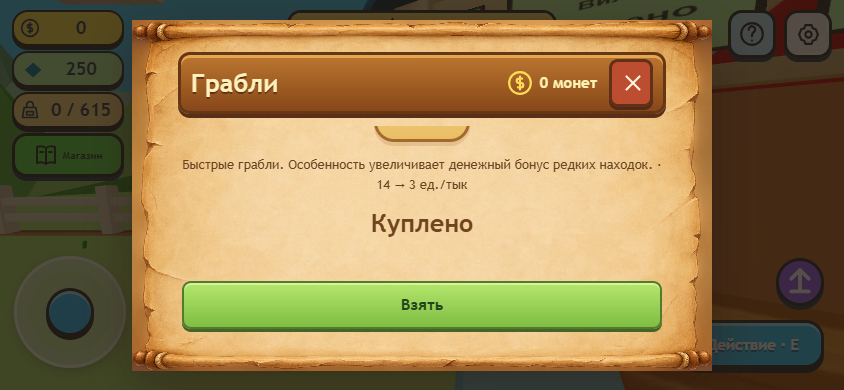 0
250
0 / 615
Магазин
Грабли
0 монет
Быстрые грабли. Особенность увеличивает денежный бонус редких находок. ·
14 → 3 ед./тык
Куплено
Взять
Действие · E